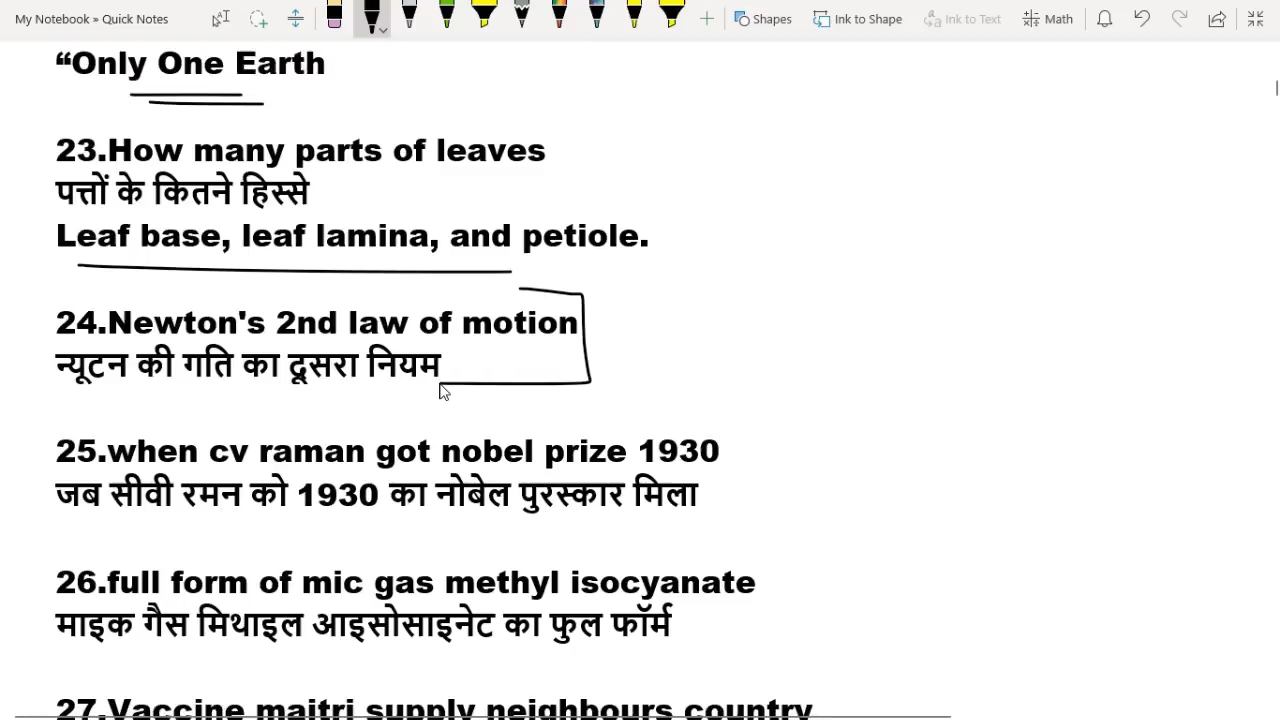 My Notebook » Quick Notes
Shapes
Ink to Shape
Ink to Text
Math
“Only One Earth
23.How many parts of leaves
पत्तों के कितने हिस्से
Leaf base, leaf lamina, and petiole.
24.Newton's 2nd law of motion
न्यूटन की गति का दूसरा नियम
25.when cv raman got nobel prize 1930
जब सीवी रमन को 1930 का नोबेल पुरस्कार मिला
26.full form of mic gas methyl isocyanate
माइक गैस मिथाइल आइसोसाइनेट का फुल फॉर्म
27.Vaccine maitri supply neighbours country